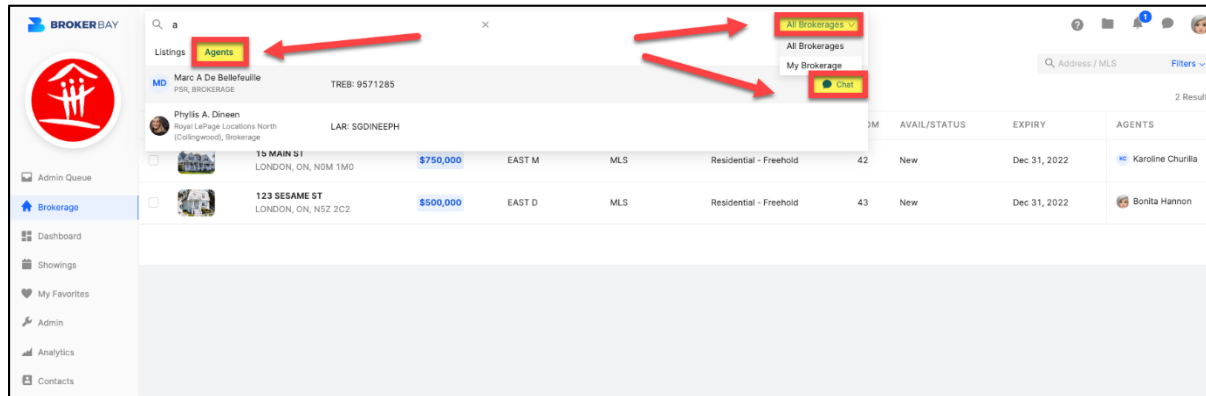 BROKERBAY
a
All Brokerages
1
Listings
Agents
All Brokerages
My Brokerage
Address / MLS
Filters
MD
Marc A De Bellefeuille
PSR, BROKERAGE
TREB: 9571285
Chat
2 Result
Phyllis A. Dineen
Royal LePage Locations North
(Collingwood), Brokerage
LAR: SGDINEEPH
OM
AVAIL/STATUS
EXPIRY
AGENTS
15 MAIN ST
LONDON, ON, N0M 1M0
$750,000
EAST M
MLS
Residential - Freehold
42
New
Dec 31, 2022
KC
Karoline Churilla
123 SESAME ST
LONDON, ON, N5Z 2C2
$500,000
EAST D
MLS
Residential - Freehold
43
New
Dec 31, 2022
Bonita Hannon
Admin Queue
Brokerage
Dashboard
Showings
My Favorites
Admin
Analytics
Contacts